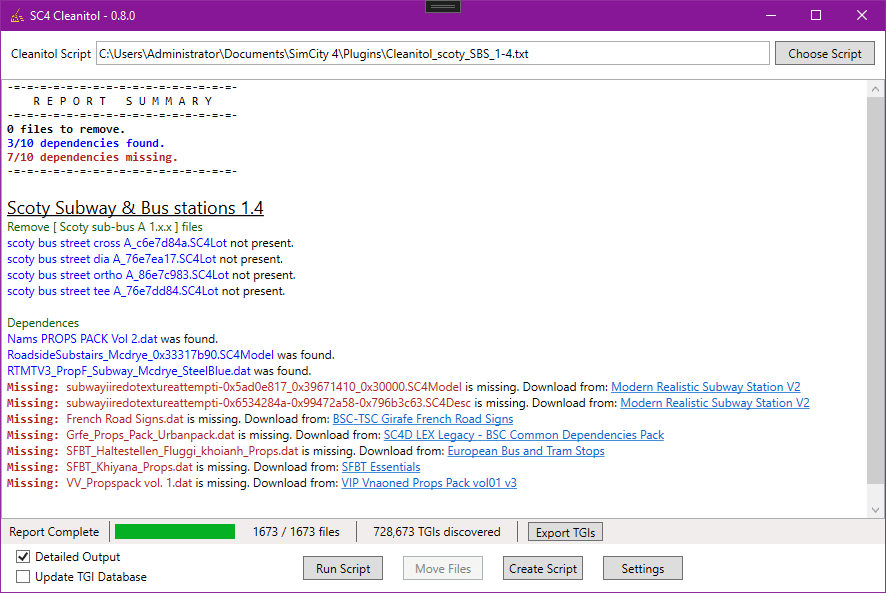 SC4 Cleanitol - 0.8.0
Cleanitol Script C:\Users\Administrator\Documents\SimCity 4\Plugins\Cleanitol_scoty_SBS_1-4.txt Choose Script
-=-=-=-=-=-=-=-=-=-=-=-=-=-=-=-=-=-
R E P O R T   S U M M A R Y
-=-=-=-=-=-=-=-=-=-=-=-=-=-=-=-=-=-
0 files to remove.
3/10 dependencies found.
7/10 dependencies missing.
-=-=-=-=-=-=-=-=-=-=-=-=-=-=-=-=-=-
Scoty Subway & Bus stations 1.4
Remove [ Scoty sub-bus A 1.x.x ] files
scoty bus street cross A_c6e7d84a.SC4Lot not present.
scoty bus street dia A_76e7ea17.SC4Lot not present.
scoty bus street ortho A_86e7c983.SC4Lot not present.
scoty bus street tee A_76e7dd84.SC4Lot not present.
Dependences
Nams PROPS PACK Vol 2.dat was found.
RoadsideSubstairs_Mcdrye_0x33317b90.SC4Model was found.
RTMTV3_PropF_Subway_Mcdrye_SteelBlue.dat was found.
Missing: subwayiiredotextureattempti-0x5ad0e817_0x39671410_0x30000.SC4Model is missing. Download from: Modern Realistic Subway Station V2
Missing: subwayiiredotextureattempti-0x6534284a-0x99472a58-0x796b3c63.SC4Desc is missing. Download from: Modern Realistic Subway Station V2
Missing: French Road Signs.dat is missing. Download from: BSC-TSC Girafe French Road Signs
Missing: Grfe_Props_Pack_Urbanpack.dat is missing. Download from: SC4D LEX Legacy - BSC Common Dependencies Pack
Missing: SFBT_Haltestellen_Fluggi_khoianh_Props.dat is missing. Download from: European Bus and Tram Stops
Missing: SFBT_Khiyana_Props.dat is missing. Download from: SFBT Essentials
Missing: VV_Propspack vol. 1.dat is missing. Download from: VIP Vnaoned Props Pack vol01 v3
Report Complete 1673 / 1673 files 728,673 TGIs discovered Export TGIs
Detailed Output
Update TGI Database
Run Script Move Files Create Script Settings